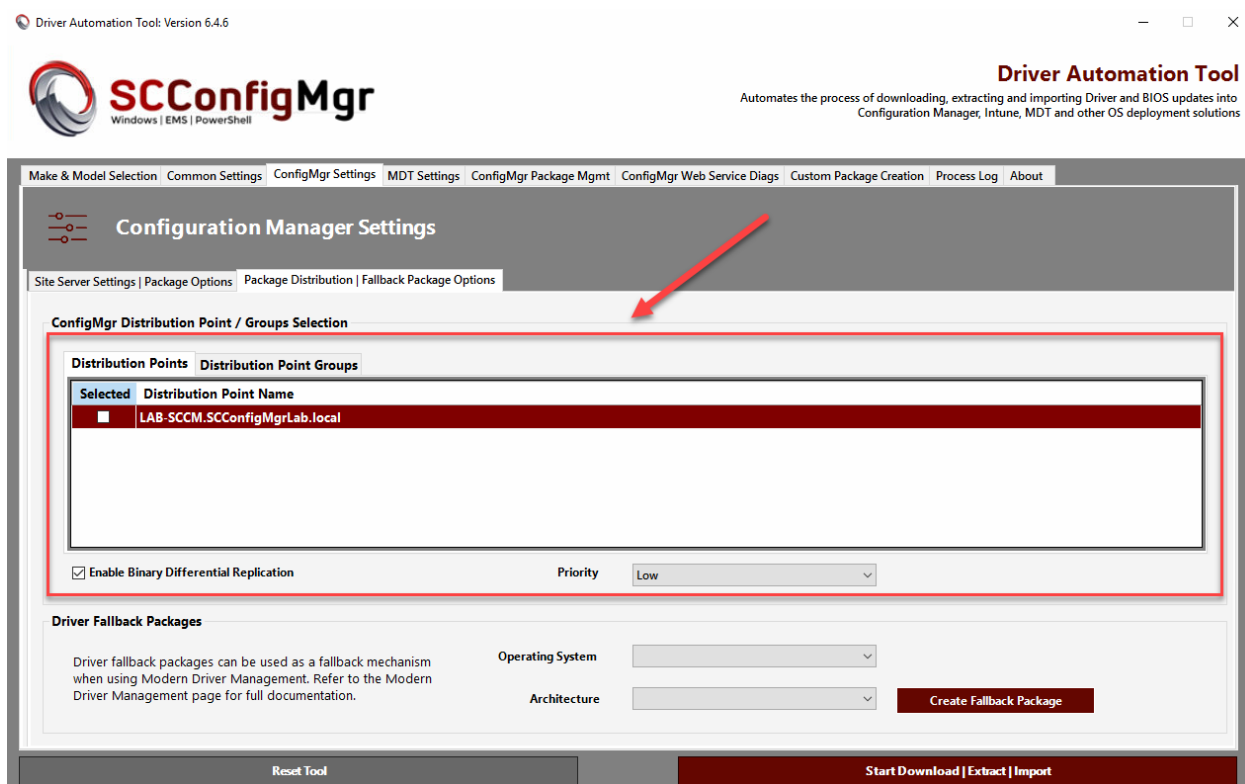 Driver Automation Tool: Version 6.4.6
SCConfigMgr
Windows | EMS | PowerShell
Driver Automation Tool
Automates the process of downloading, extracting and importing Driver and BIOS updates into
Configuration Manager, Intune, MDT and other OS deployment solutions
Make & Model Selection Common Settings ConfigMgr Settings MDT Settings ConfigMgr Package Mgmt ConfigMgr Web Service Diags Custom Package Creation Process Log About
Configuration Manager Settings
Site Server Settings | Package Options Package Distribution | Fallback Package Options
ConfigMgr Distribution Point / Groups Selection
Distribution Points Distribution Point Groups
Selected Distribution Point Name
LAB-SCCM.SCConfigMgrLab.local
Enable Binary Differential Replication Priority Low
Driver Fallback Packages
Driver fallback packages can be used as a fallback mechanism
when using Modern Driver Management. Refer to the Modern
Driver Management page for full documentation.
Operating System
Architecture
Create Fallback Package
Reset Tool
Start Download | Extract | Import